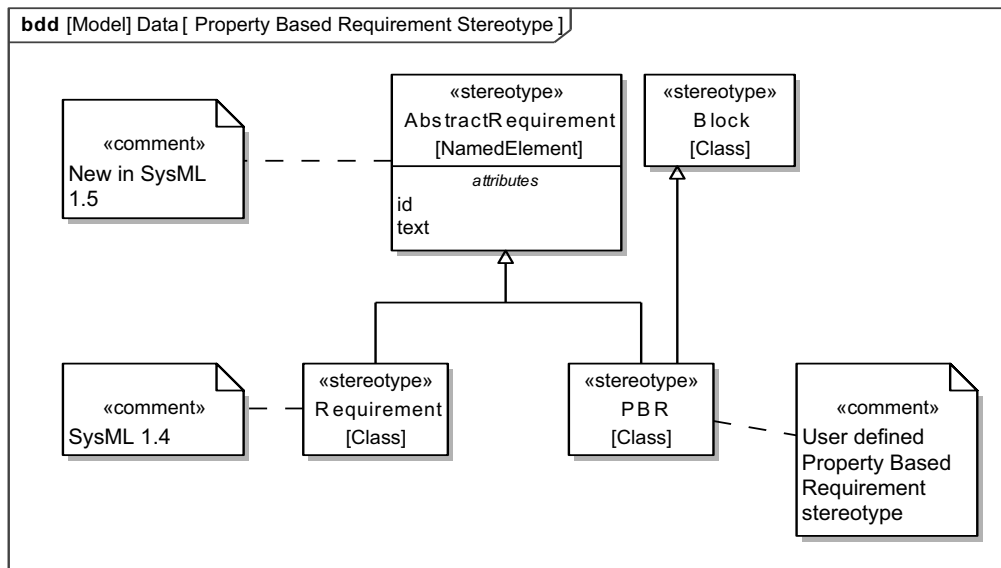 bdd [Model] Data [ Property Based Requirement Stereotype ]
«comment»
New in SysML
1.5
«stereotype»
AbstractRequirement
[NamedElement]
attributes
id
text
«stereotype»
Block
[Class]
«comment»
SysML 1.4
«stereotype»
Requirement
[Class]
«stereotype»
PBR
[Class]
«comment»
User defined
Property Based
Requirement
stereotype